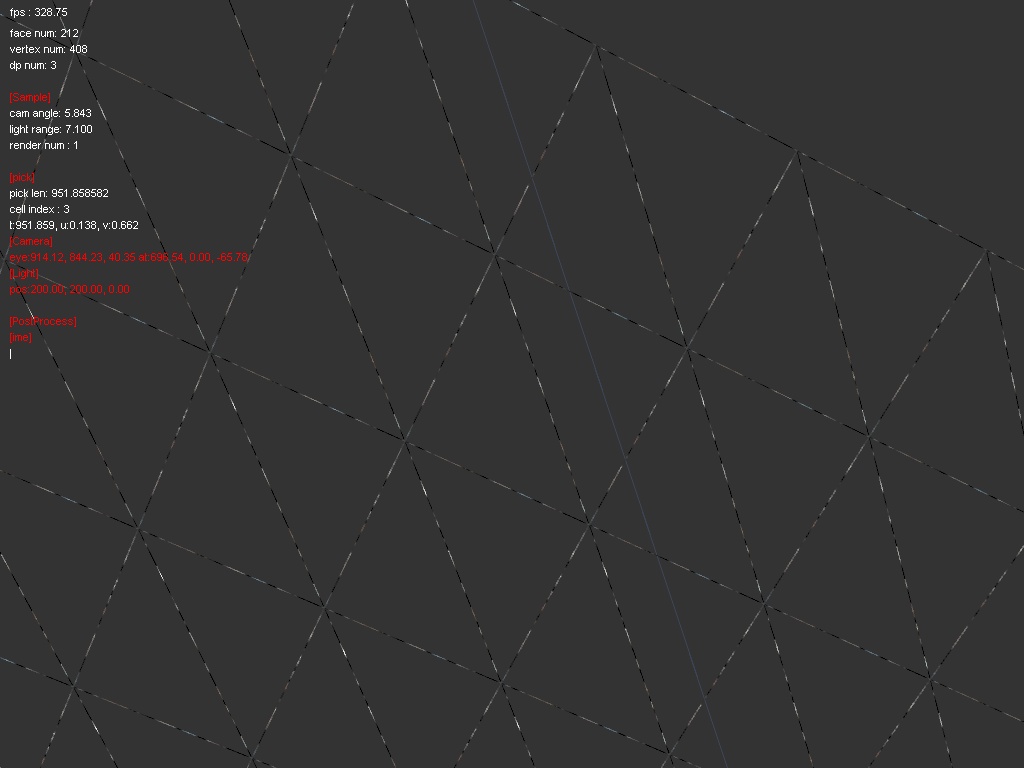 fps : 328.75
face num: 212
vertex num: 408
dp num: 3
[Sample]
cam angle: 5.843
light range: 7.100
render num : 1
[pick]
pick len: 951.858582
cell index : 3
t:951.859, u:0.138, v:0.662
[Camera]
eye:914.12, 844.23, 40.35 at:696.54, 0.00, -65.78/
[Light]
pos:200.00, 200.00, 0.00
[PostProcess]
[ime]
|